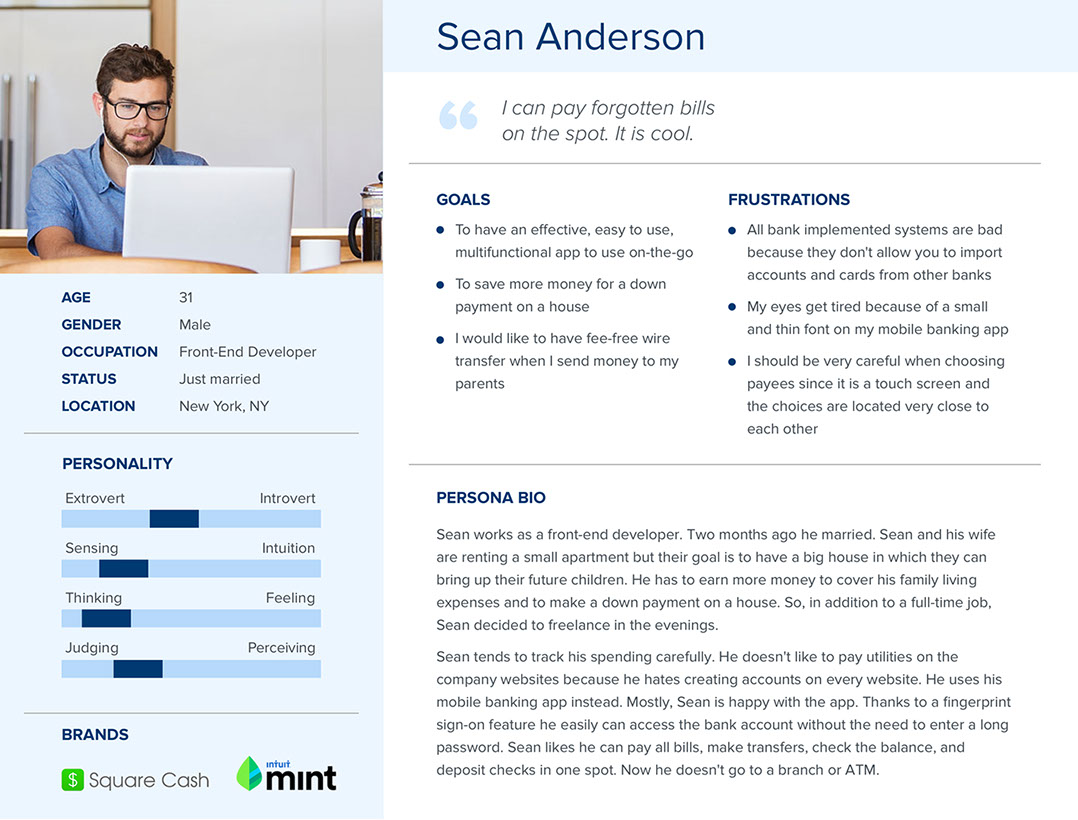 Sean Anderson
I can pay forgotten bills
on the spot. It is cool.
AGE 31
GENDER Male
OCCUPATION Front-End Developer
STATUS Just married
LOCATION New York, NY
PERSONALITY
Extrovert Introvert
Sensing Intuition
Thinking Feeling
Judging Perceiving
BRANDS
$ Square Cash
intuit
mint
GOALS
To have an effective, easy to use,
multifunctional app to use on-the-go
To save more money for a down
payment on a house
I would like to have fee-free wire
transfer when I send money to my
parents
FRUSTRATIONS
All bank implemented systems are bad
because they don't allow you to import
accounts and cards from other banks
My eyes get tired because of a small
and thin font on my mobile banking app
I should be very careful when choosing
payees since it is a touch screen and
the choices are located very close to
each other
PERSONA BIO
Sean works as a front-end developer. Two months ago he married. Sean and his wife
are renting a small apartment but their goal is to have a big house in which they can
bring up their future children. He has to earn more money to cover his family living
expenses and to make a down payment on a house. So, in addition to a full-time job,
Sean decided to freelance in the evenings.
Sean tends to track his spending carefully. He doesn't like to pay utilities on the
company websites because he hates creating accounts on every website. He uses his
mobile banking app instead. Mostly, Sean is happy with the app. Thanks to a fingerprint
sign-on feature he easily can access the bank account without the need to enter a long
password. Sean likes he can pay all bills, make transfers, check the balance, and
deposit checks in one spot. Now he doesn't go to a branch or ATM.